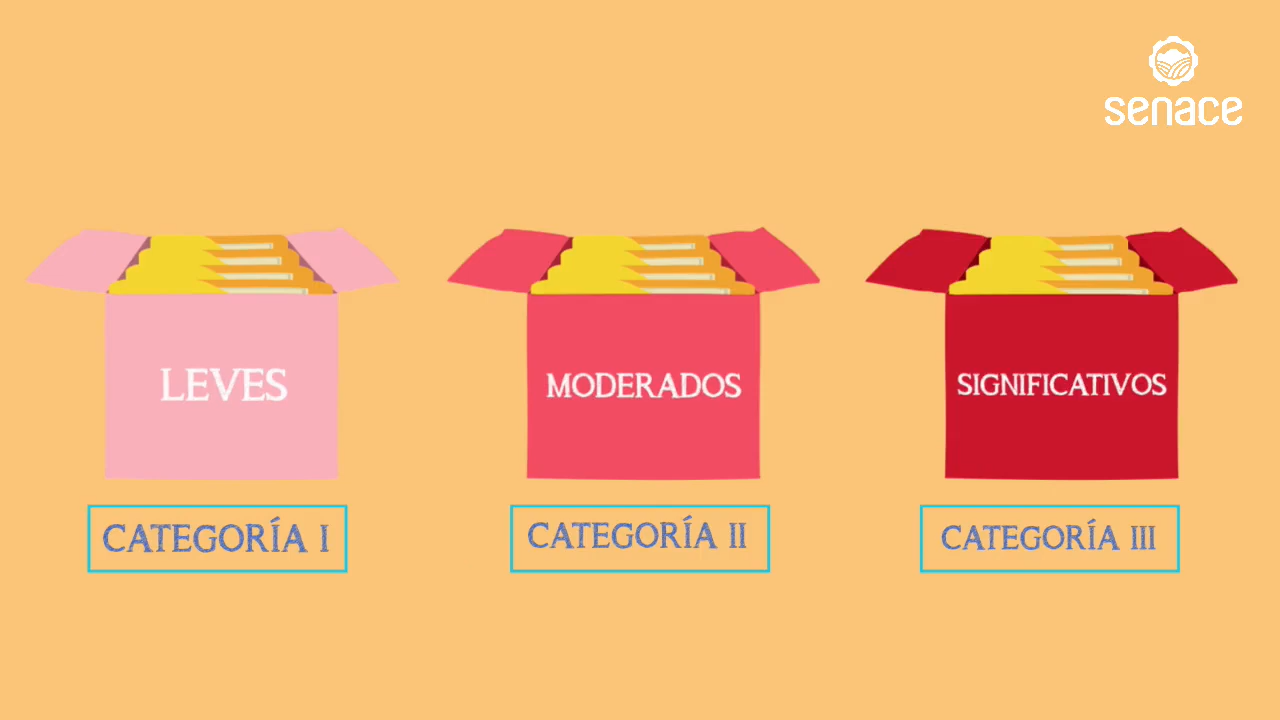 senace
LEVES
MODERADOS
SIGNIFICATIVOS
CATEGORÍA I
CATEGORÍA II
CATEGORÍA III